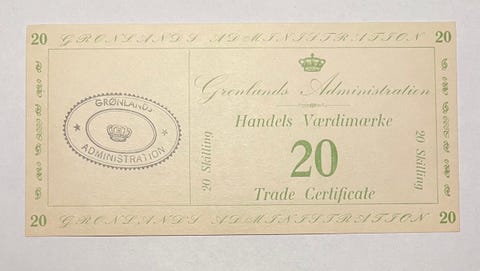 20 GRØNLANDS ADMINISTRATION 20
GRØNLANDS
ADMINISTRATION
Grønlands Administration
Handels Værdimærke
20 Skilling
20
20 Skilling
Trade Certificate
20 GRØNLANDS ADMINISTRATION 20